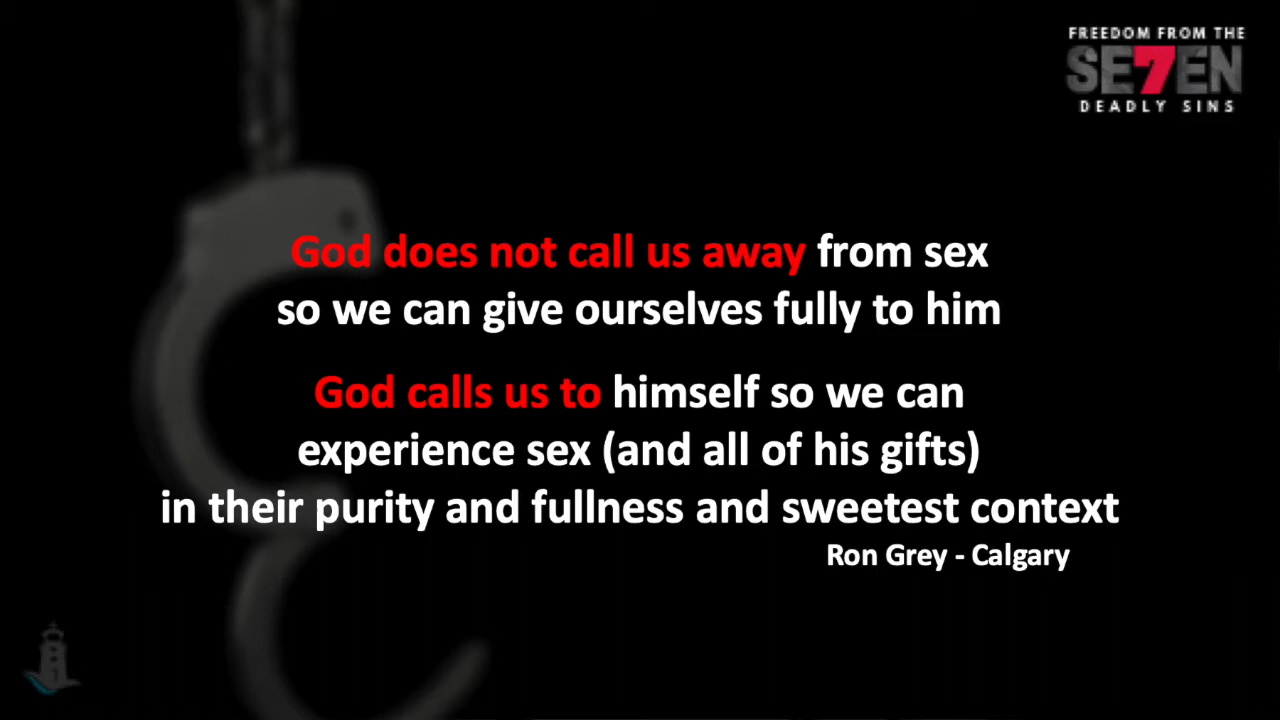 FREEDOM FROM THE
SE7EN
DEADLY SINS
God does not call us away from sex
so we can give ourselves fully to him
God calls us to himself so we can
experience sex (and all of his gifts)
in their purity and fullness and sweetest context
Ron Grey - Calgary